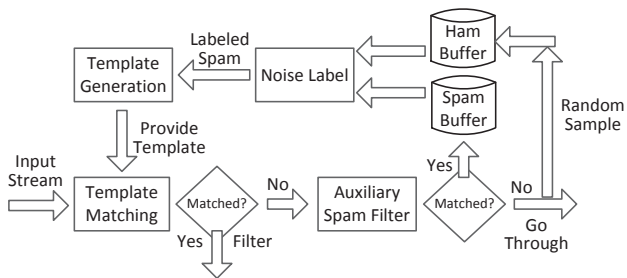 Template
Generation
Labeled
Spam
Noise Label
Ham
Buffer
Spam
Buffer
Random
Sample
Provide
Template
Input
Stream
Template
Matching
Matched?
No
Yes
Filter
Auxiliary
Spam Filter
Yes
Matched?
No
Go
Through